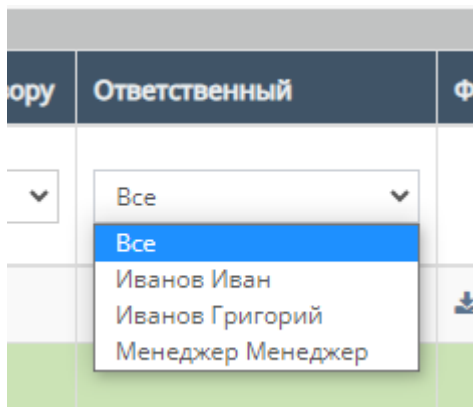 вору Ответственный Ф
Все
Все
Иванов Иван
Иванов Григорий
Менеджер Менеджер